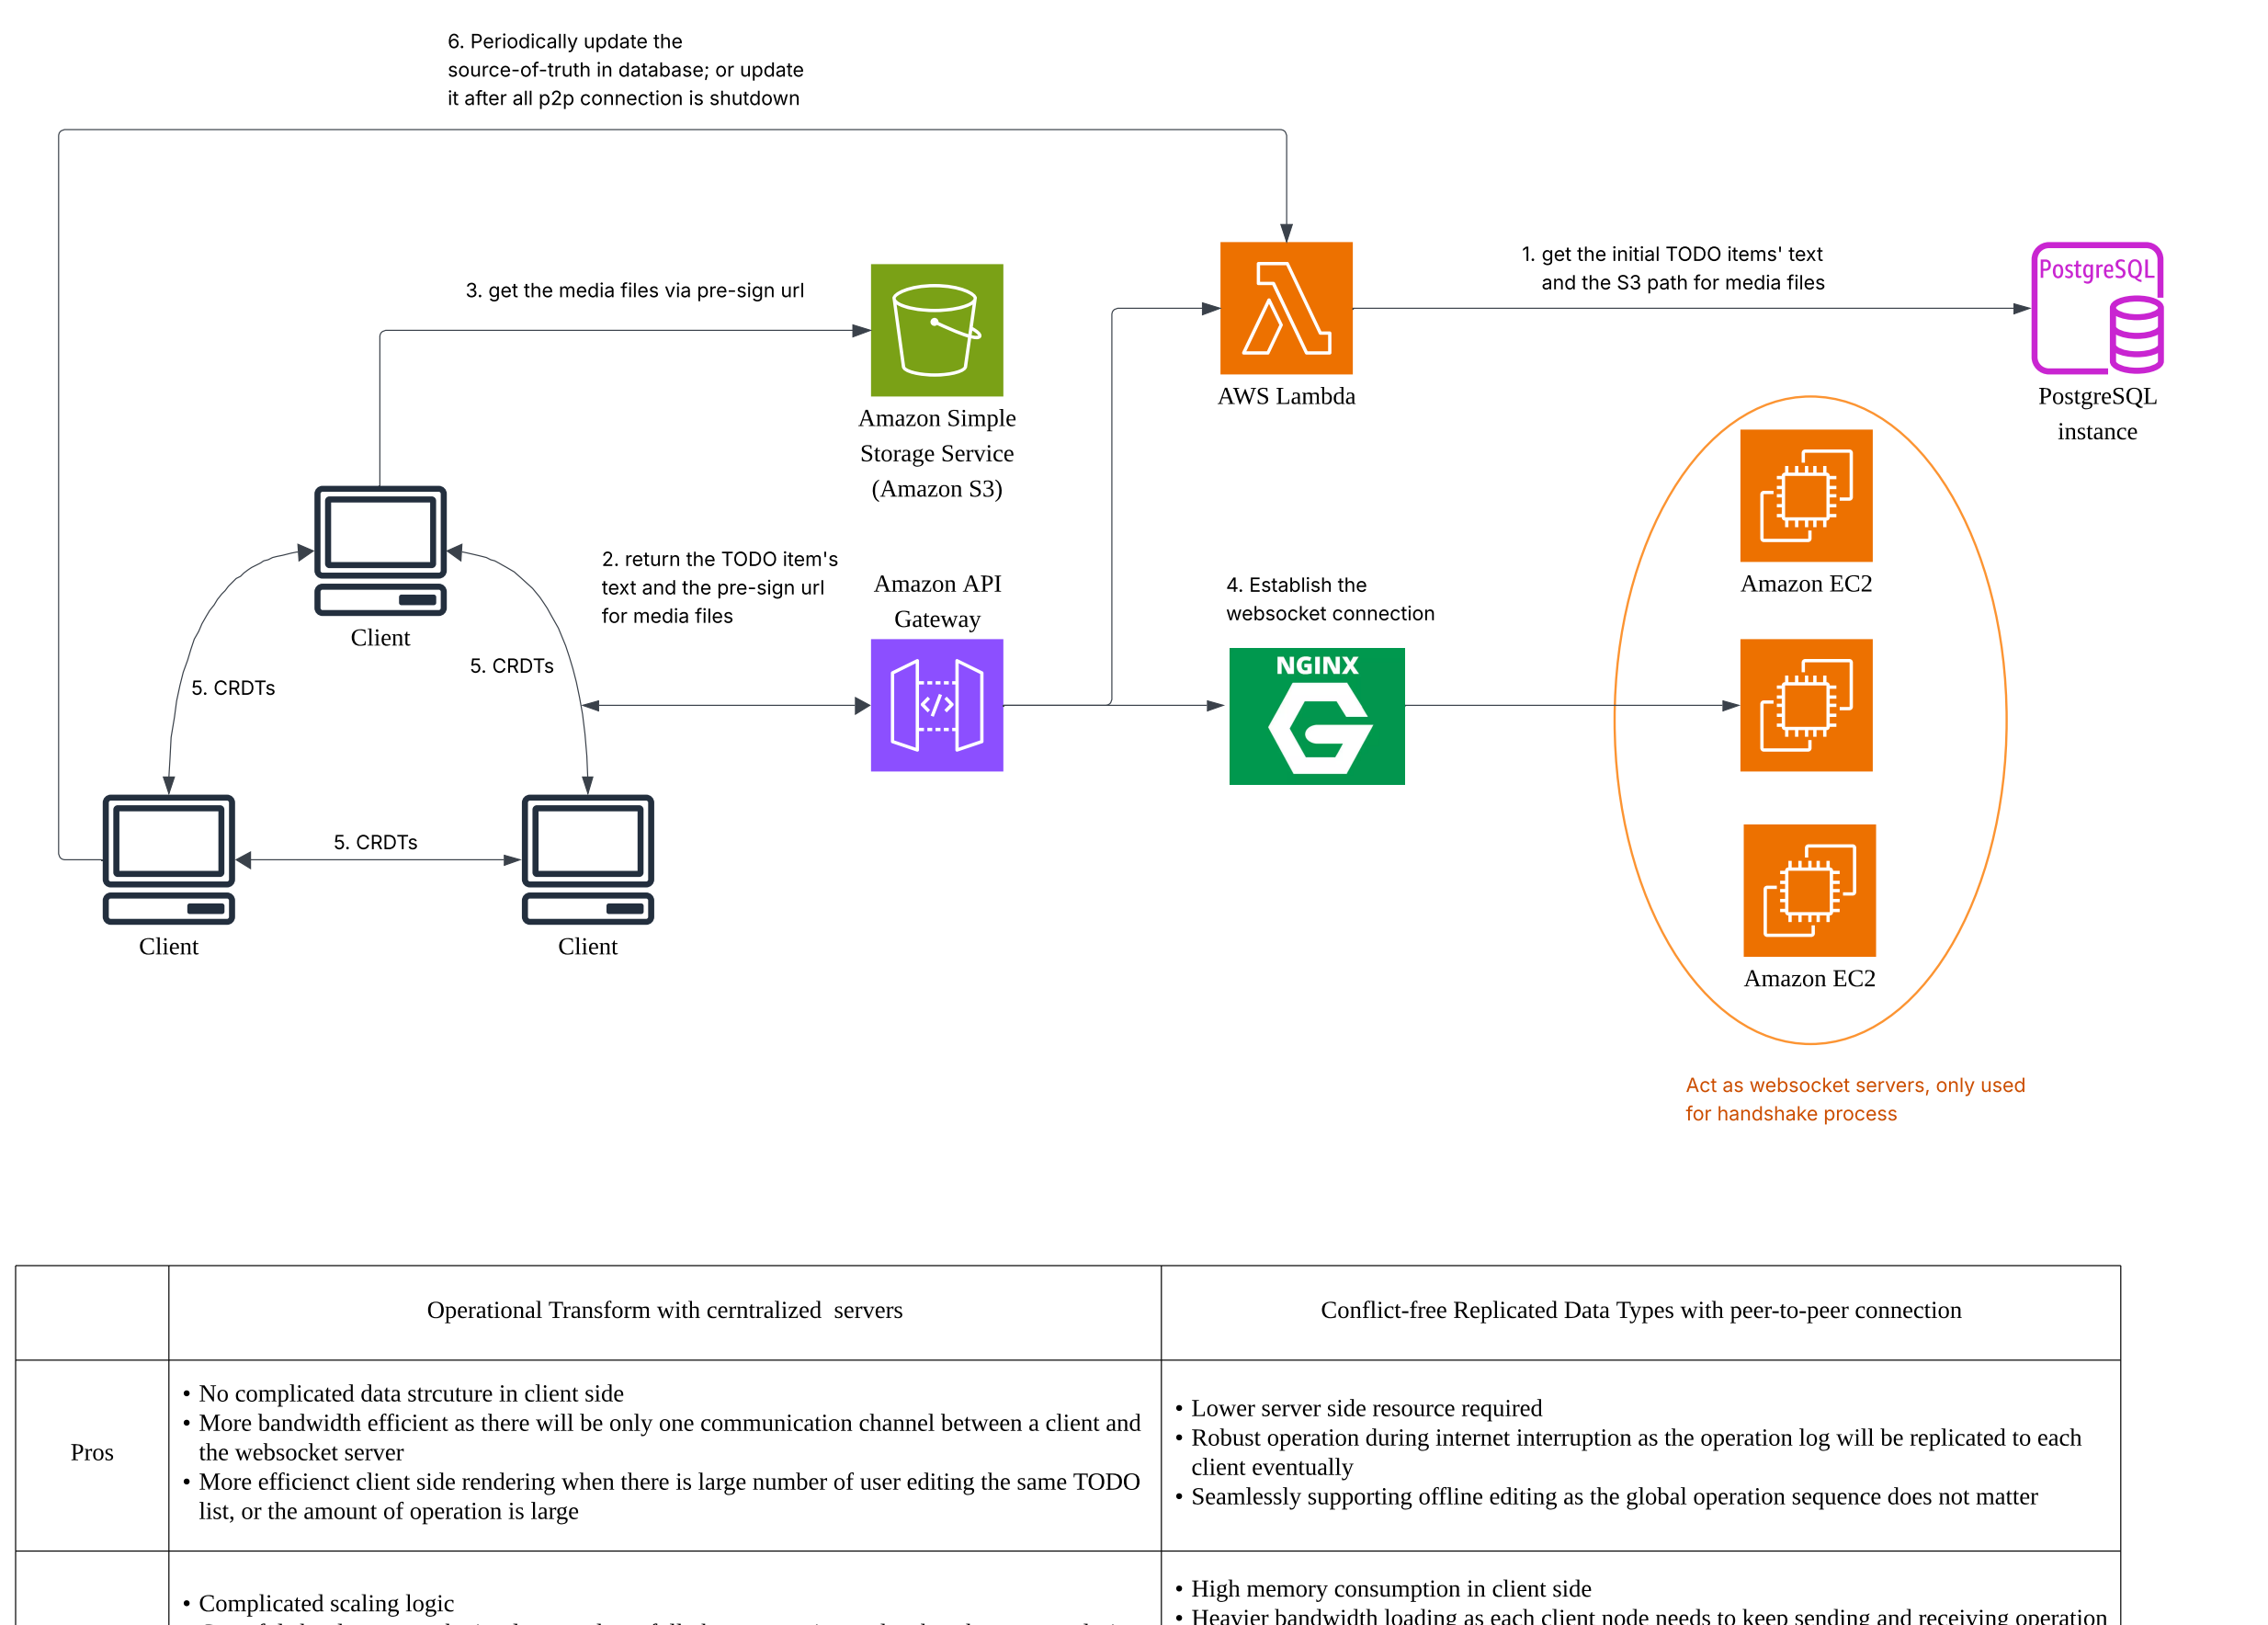 6. Periodically update the
source-of-truth in database; or update
it after all p2p connection is shutdown
3. get the media files via pre-sign url
1. get the initial TODO items' text
and the S3 path for media files
PostgreSQL
Amazon Simple
Storage Service
(Amazon S3)
AWS Lambda
PostgreSQL
instance
Client
2. return the TODO item's
text and the pre-sign url
for media files
Amazon API
Gateway
4. Establish the
websocket connection
NGINX
Amazon EC2
5. CRDTs
5. CRDTs
5. CRDTs
Client
Client
Amazon EC2
Act as websocket servers, only used
for handshake process
Operational Transform with cerntralized servers
Conflict-free Replicated Data Types with peer-to-peer connection
Pros
• No complicated data strcuture in client side
• More bandwidth efficient as there will be only one communication channel between a client and
the websocket server
• More efficienct client side rendering when there is large number of user editing the same TODO
list, or the amount of operation is large
• Lower server side resource required
• Robust operation during internet interruption as the operation log will be replicated to each
client eventually
• Seamlessly supporting offline editing as the global operation sequence does not matter
• Complicated scaling logic
• High memory consumption in client side
• Heavier bandwidth loading as each client node needs to keep sending and receiving operation